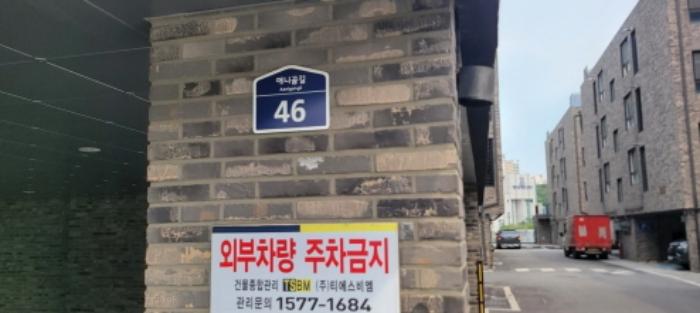 애니골길
Aenigol-gil
46
외부차량 주차금지
건물종합관리 TSBM (주)티에스비엠
관리문의 1577-1684